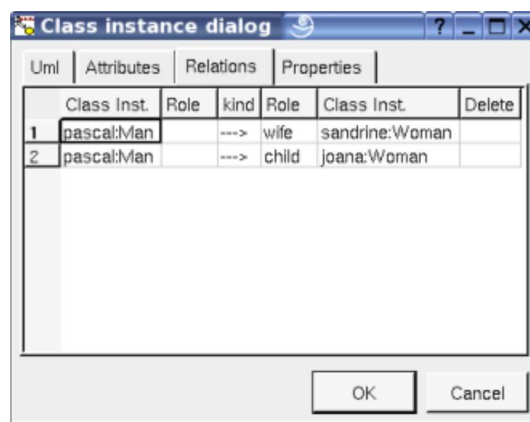 Class instance dialog ? _ □ X
Uml Attributes Relations Properties
Class Inst. Role kind Role Class Inst. Delete
1 pascal:Man ---> wife sandrine:Woman
2 pascal:Man ---> child joana:Woman
OK Cancel